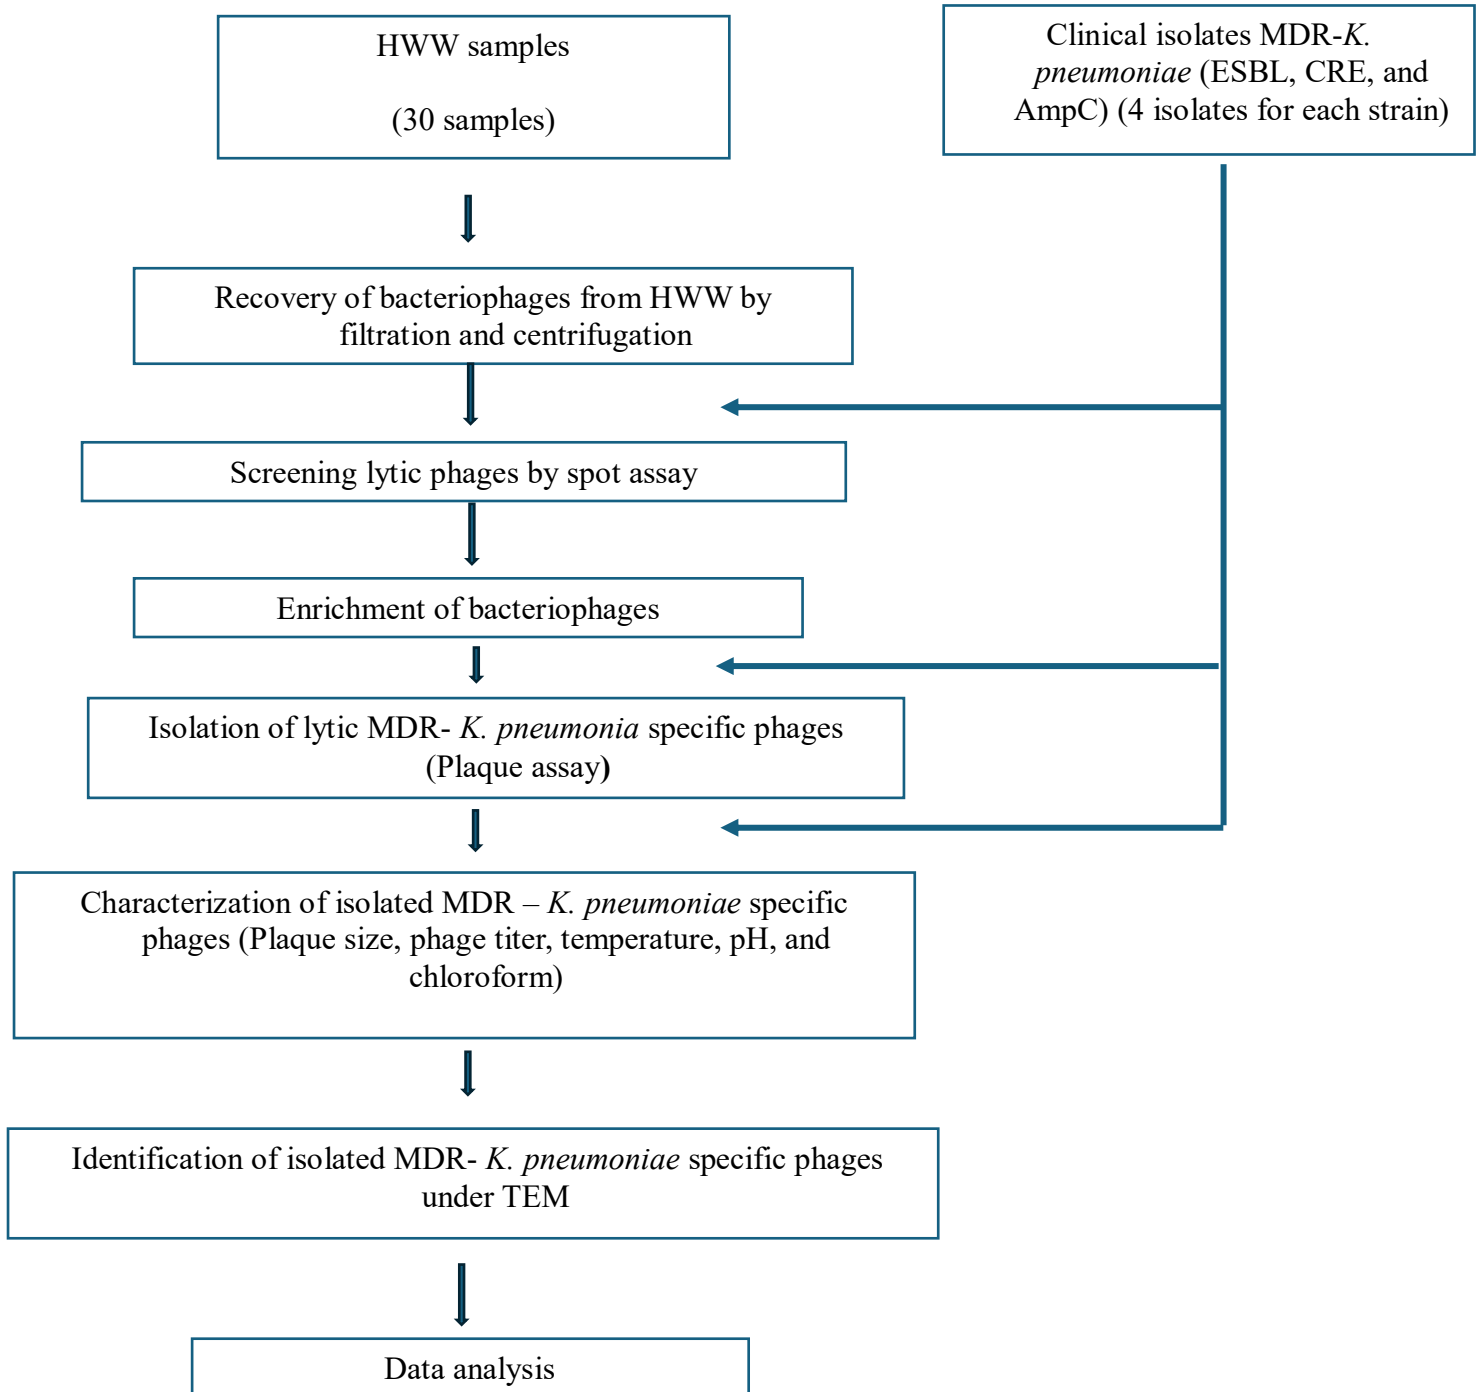 HWW samples
(30 samples)
Clinical isolates MDR-K.
pneumoniae (ESBL, CRE, and
AmpC) (4 isolates for each strain)
Recovery of bacteriophages from HWW by
filtration and centrifugation
Screening lytic phages by spot assay
Enrichment of bacteriophages
Isolation of lytic MDR- K. pneumonia specific phages
(Plaque assay)
Characterization of isolated MDR – K. pneumoniae specific
phages (Plaque size, phage titer, temperature, pH, and
chloroform)
Identification of isolated MDR- K. pneumoniae specific phages
under TEM
Data analysis